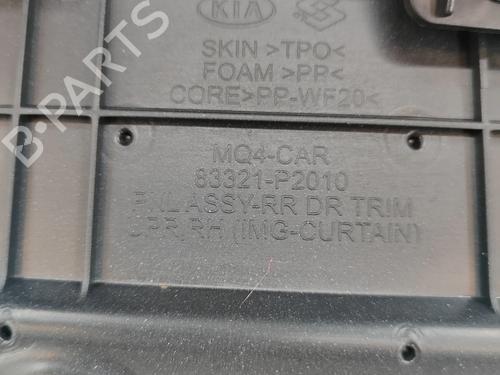 KIA
SKIN >TPO<
FOAM >PP<
CORE>PP-WF20<
MQ4-CAR
83321-P2010
PNL ASSY-RR DR TRIM
UPR, RH (IMG-CURTAIN)